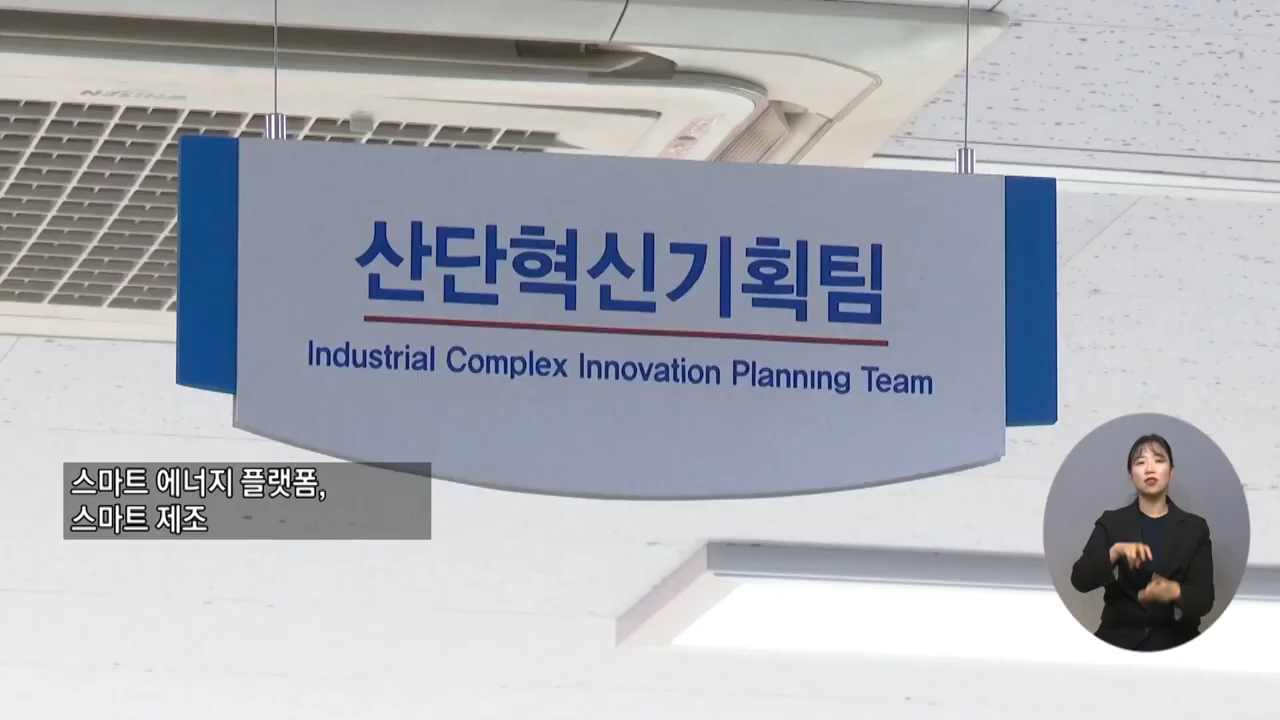 산단혁신기획팀
Industrial Complex Innovation Planning Team
스마트 에너지 플랫폼,
스마트 제조